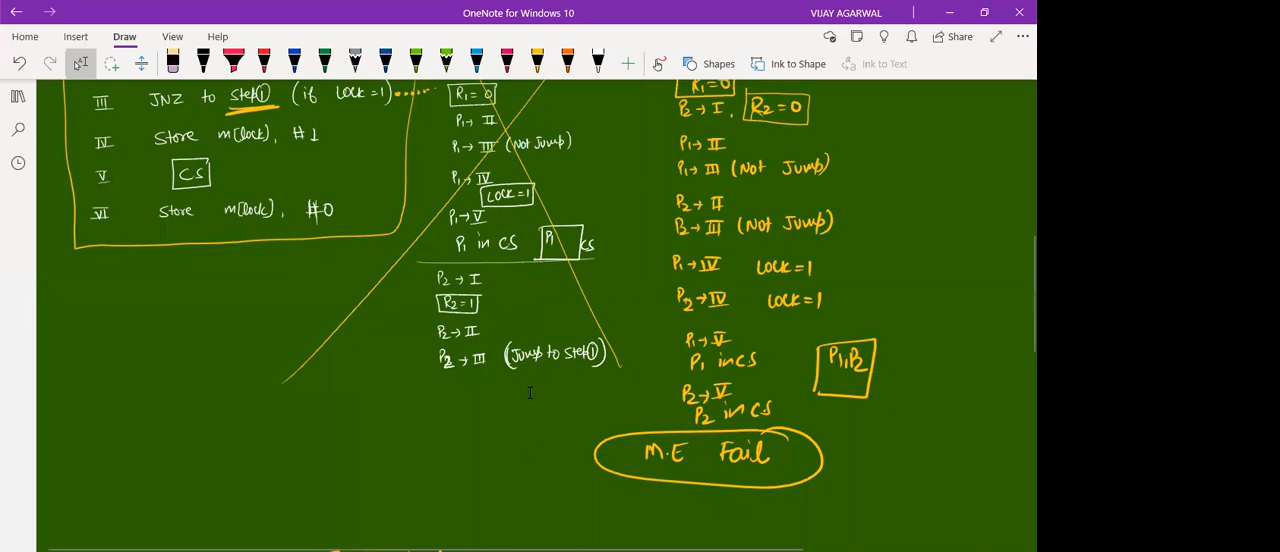 OneNote for Windows 10
VIJAY AGARWAL
Home Insert Draw View Help
Share
Shapes Ink to Shape Ink to Text
III JNZ to step① (if Lock=1)
IV Store m[lock], #1
V CS
VI Store m[lock], #0
R1=0
P1→II
P1→III (Not Jump)
P1→IV
Lock=1
P1→V
P1 in CS P1 CS
P2→I
R2=1
P2→II
P2→III (Jump to Step①)
R1=0
P2→I, R2=0
P1→II
P1→III (Not Jump)
P2→II
P2→III (Not Jump)
P1→IV Lock=1
P2→IV Lock=1
P1→V
P1 in CS
P1,P2
P2→V
P2 in CS
M.E Fail